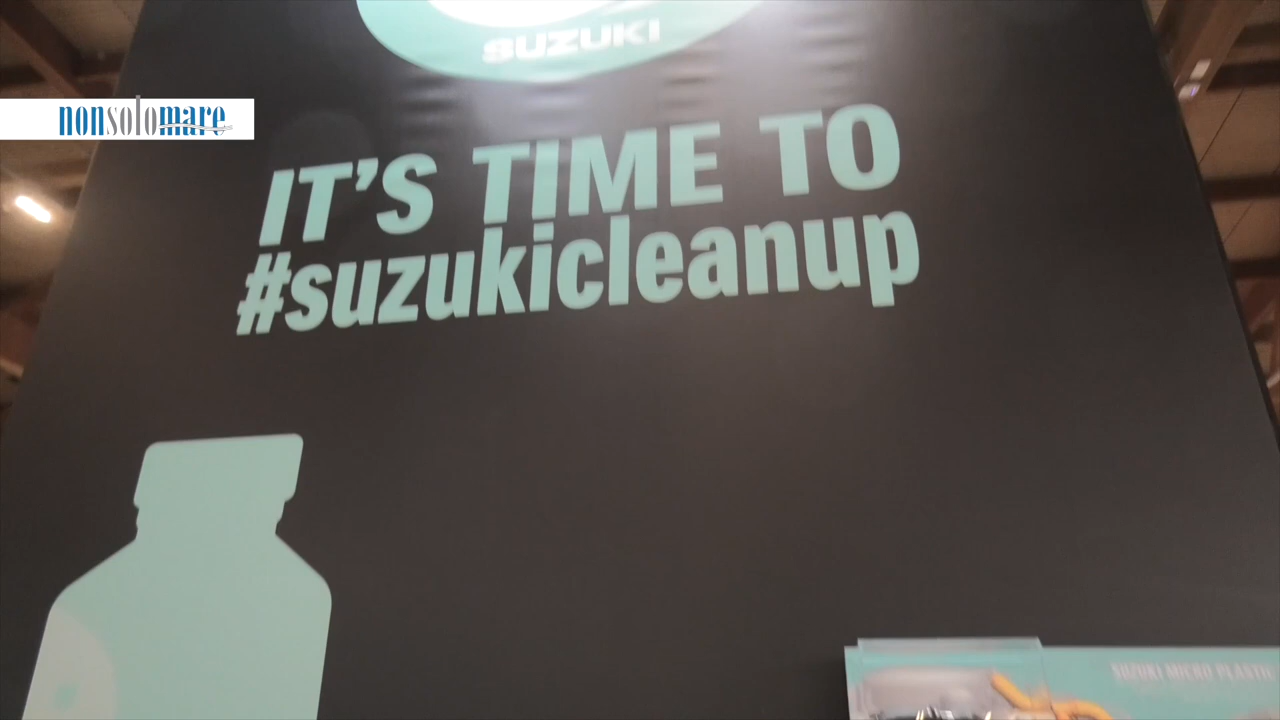 SUZUKI
nonsolomare
IT'S TIME TO
#suzukicleanup
SUZUKI MICRO PLASTIC